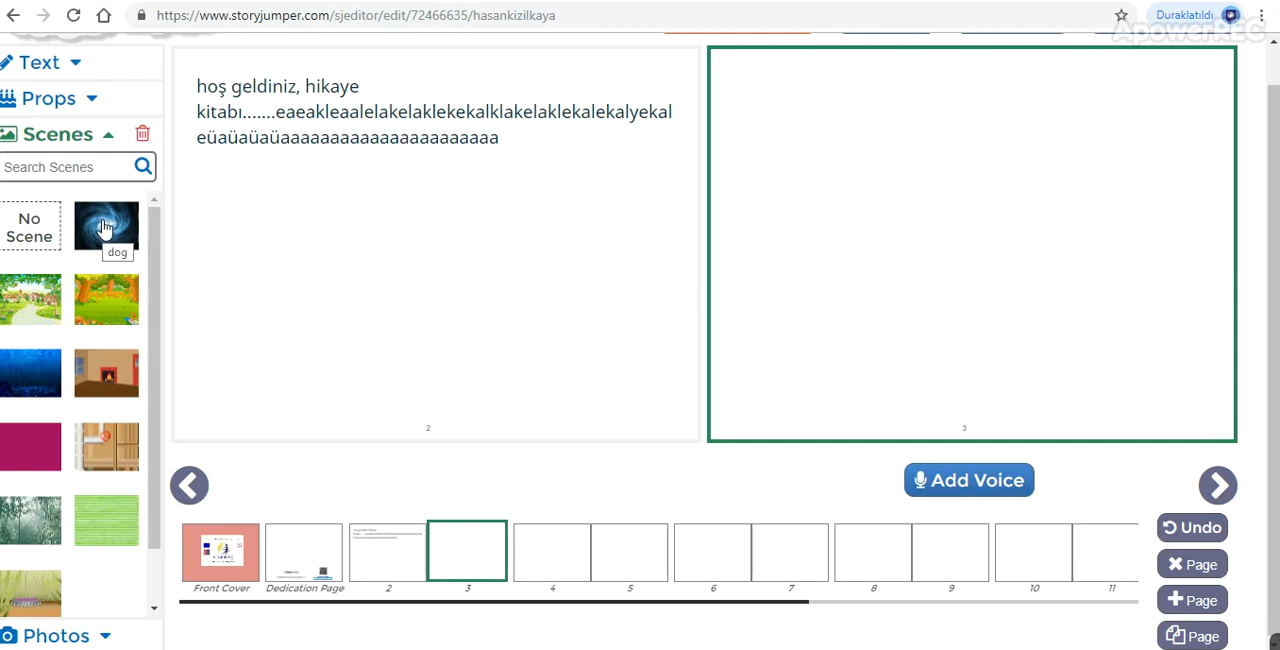 https://www.storyjumper.com/sjeditor/edit/72466635/hasankizilkaya
Duraklatıldı
ApowerREC
Text
Props
Scenes
Search Scenes
No
Scene
dog
Photos
hoş geldiniz, hikaye
kitabı.......eaeakleaalelakelaklekekalklakelaklekalekalyekal
eüaüaüaüaaaaaaaaaaaaaaaaaaaaaa
2
3
Add Voice
Front Cover
Dedication Page
2
3
4
5
6
7
8
9
10
11
Undo
Page
Page
Page